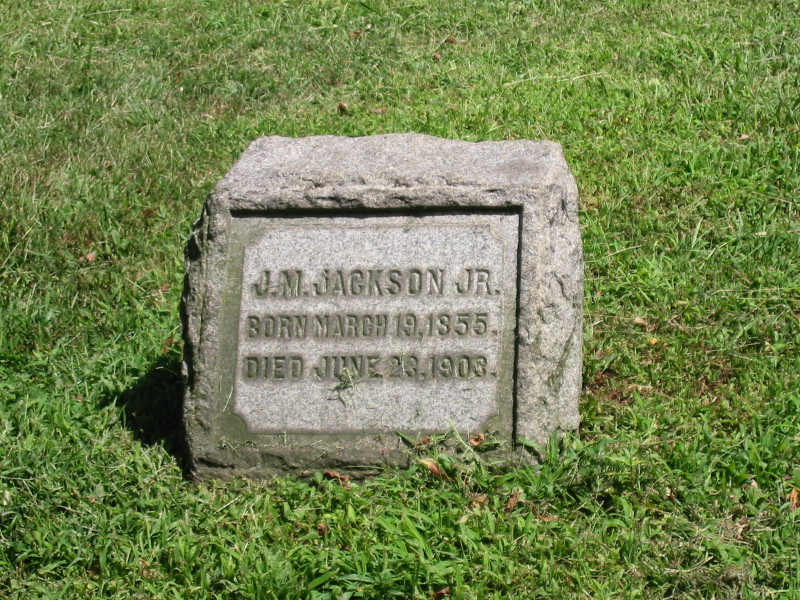 J.M. JACKSON JR.
BORN MARCH 19, 1855.
DIED JUNE 23, 1903.